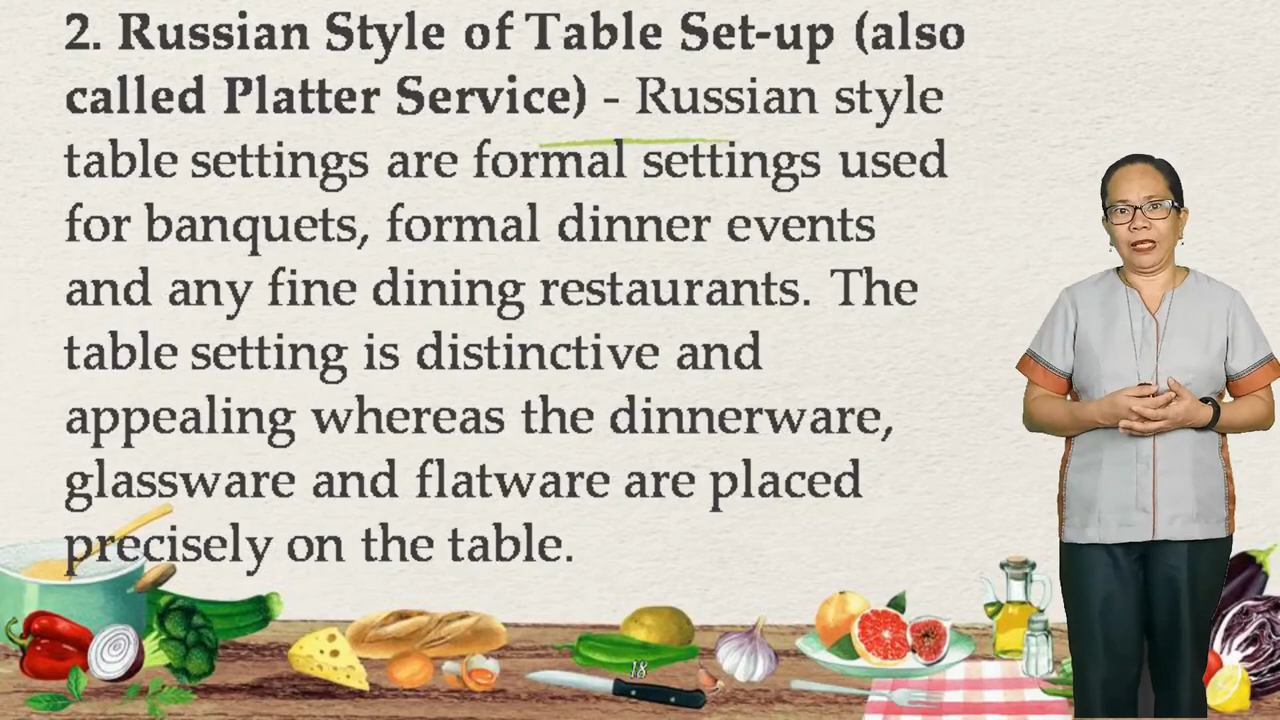 2. Russian Style of Table Set-up (also
called Platter Service) - Russian style
table settings are formal settings used
for banquets, formal dinner events
and any fine dining restaurants. The
table setting is distinctive and
appealing whereas the dinnerware,
glassware and flatware are placed
precisely on the table.
18